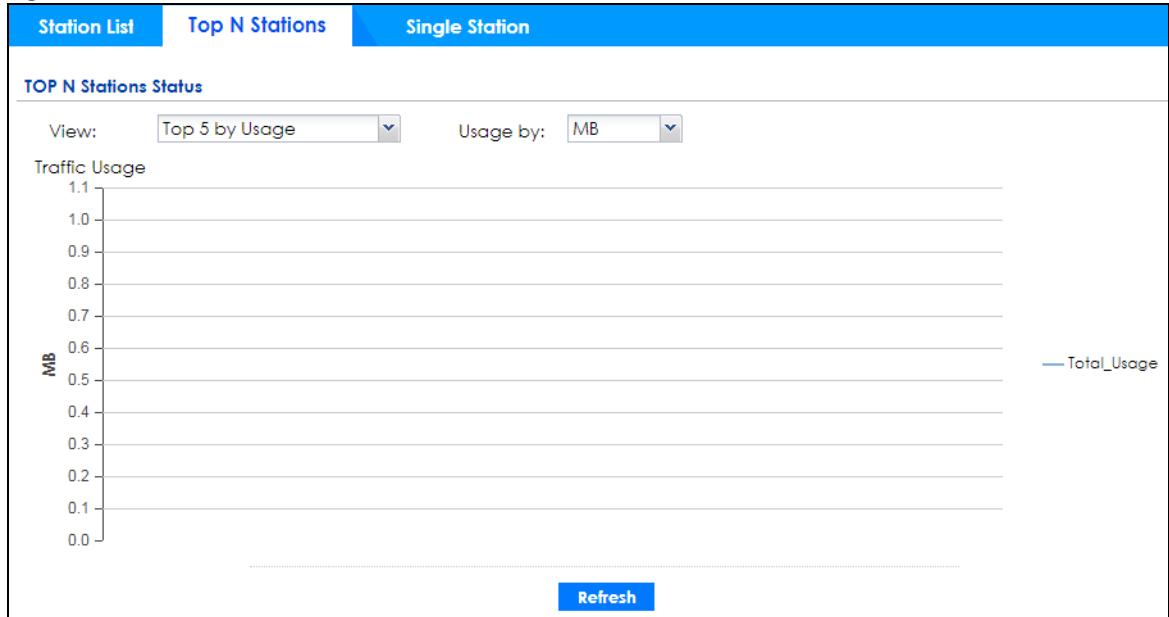 Station List Top N Stations Single Station
TOP N Stations Status
View: Top 5 by Usage Usage by: MB
Traffic Usage
1.1
1.0
0.9
0.8
0.7
0.6
MB
0.5
0.4
0.3
0.2
0.1
0.0
Total_Usage
Refresh